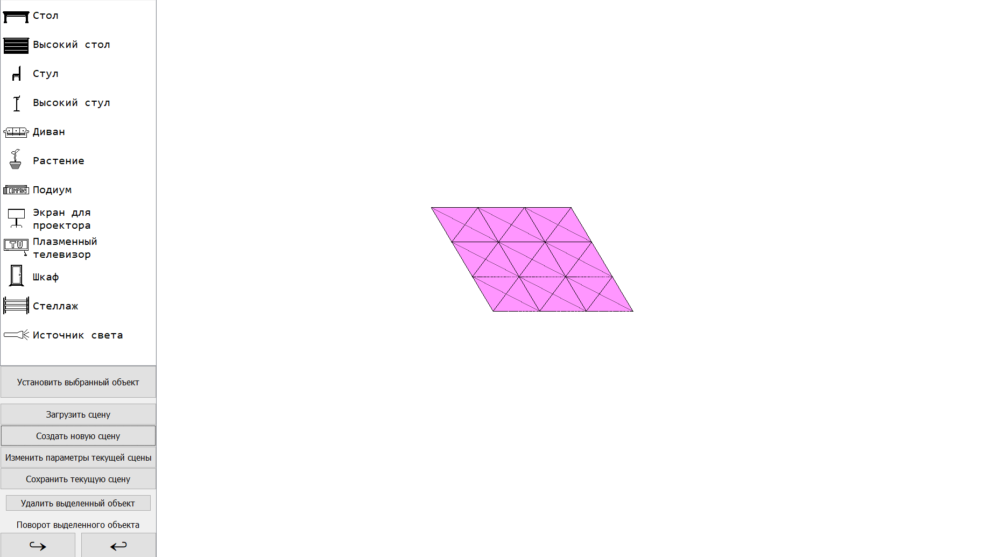 Стол
Высокий стол
Стул
Высокий стул
Диван
Растение
COMPANY
Подиум
Экран для
проектора
TU
Плазменный
телевизор
Шкаф
Стеллаж
Источник света
Установить выбранный объект
Загрузить сцену
Создать новую сцену
Изменить параметры текущей сцены
Сохранить текущую сцену
Удалить выделенный объект
Поворот выделенного объекта